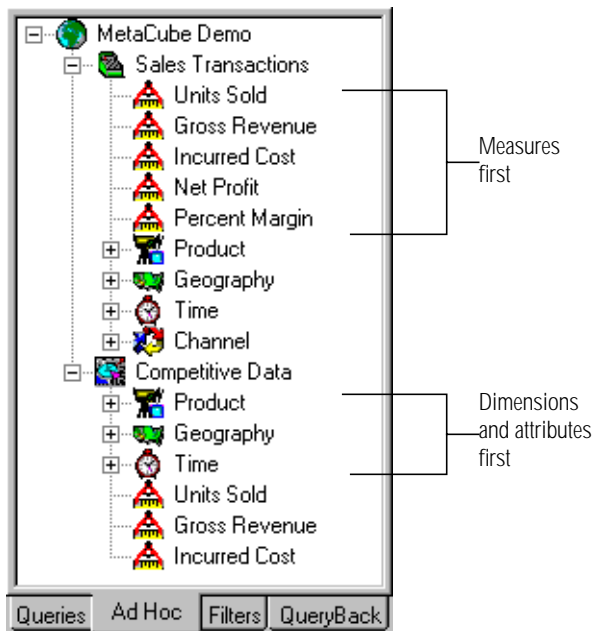 MetaCube Demo
Sales Transactions
Units Sold
Gross Revenue
Incurred Cost
Net Profit
Percent Margin
Product
Geography
Time
Channel
Competitive Data
Product
Geography
Time
Units Sold
Gross Revenue
Incurred Cost
Measures
first
Dimensions
and attributes
first
Queries Ad Hoc Filters QueryBack